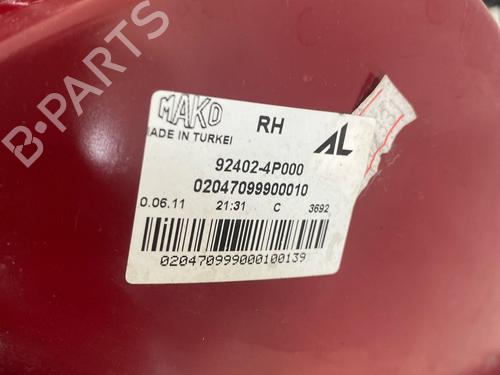 MAKO
RH
ADE IN TURKEI
AL
92402-4P000
02047099900010
0.06.11 21:31 C 3692
020470999000100139
B-PARTS